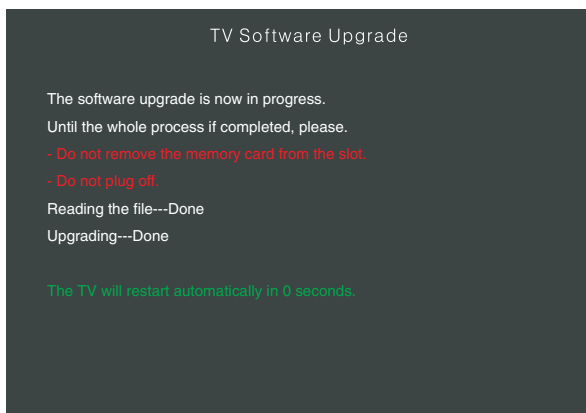 TV Software Upgrade
The software upgrade is now in progress.
Until the whole process if completed, please.
- Do not remove the memory card from the slot.
- Do not plug off.
Reading the file---Done
Upgrading---Done
The TV will restart automatically in 0 seconds.